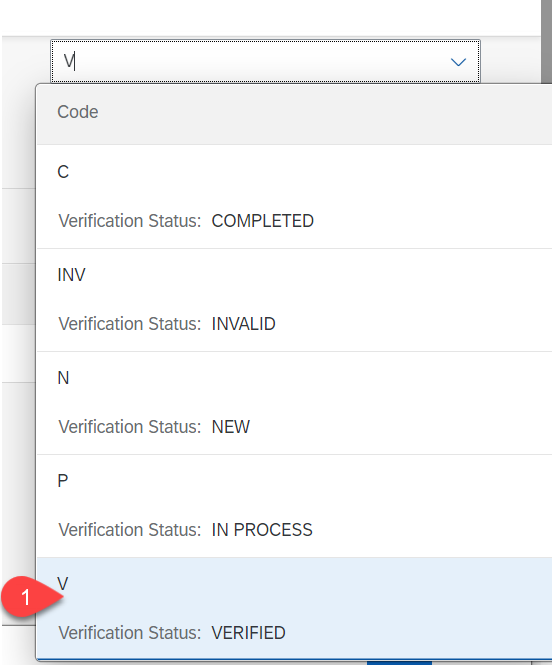 V
Code
C
Verification Status: COMPLETED
INV
Verification Status: INVALID
N
Verification Status: NEW
P
Verification Status: IN PROCESS
V
1
Verification Status: VERIFIED